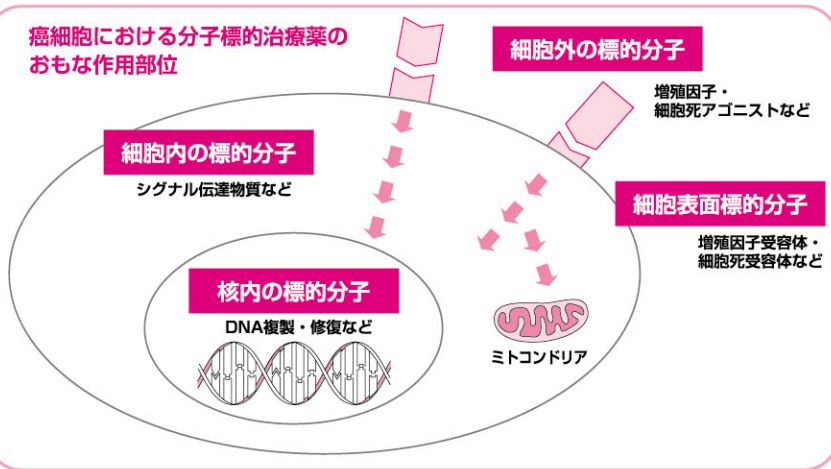 癌細胞における分子標的治療薬の
おもな作用部位
細胞外の標的分子
増殖因子・
細胞死アゴニストなど
細胞内の標的分子
シグナル伝達物質など
細胞表面標的分子
増殖因子受容体・
細胞死受容体など
核内の標的分子
DNA複製・修復など
ミトコンドリア